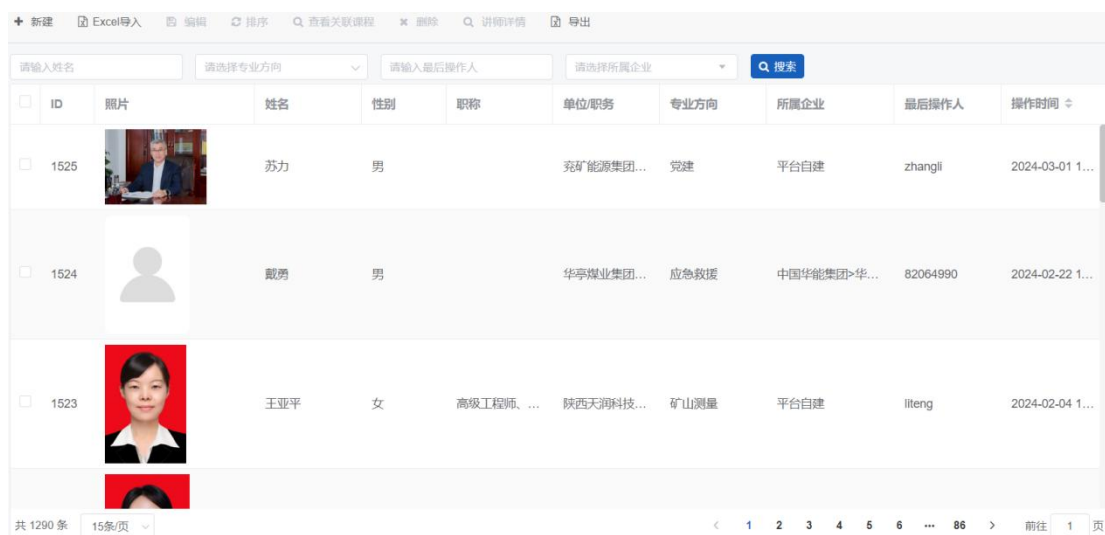 新建 Excel导入 编辑 排序 查看关联课程 删除 讲师详情 导出
请输入姓名 请选择专业方向 请输入最后操作人 请选择所属企业 搜索
ID 照片 姓名 性别 职称 单位/职务 专业方向 所属企业 最后操作人 操作时间
1525 苏力 男 兖矿能源集团... 党建 平台自建 zhangli 2024-03-01 1...
1524 戴勇 男 华亭煤业集团... 应急救援 中国华能集团>华... 82064990 2024-02-22 1...
1523 王亚平 女 高级工程师、... 陕西天润科技... 矿山测量 平台自建 liteng 2024-02-04 1...
共 1290 条 15条/页 < 1 2 3 4 5 6 ... 86 > 前往 1 页